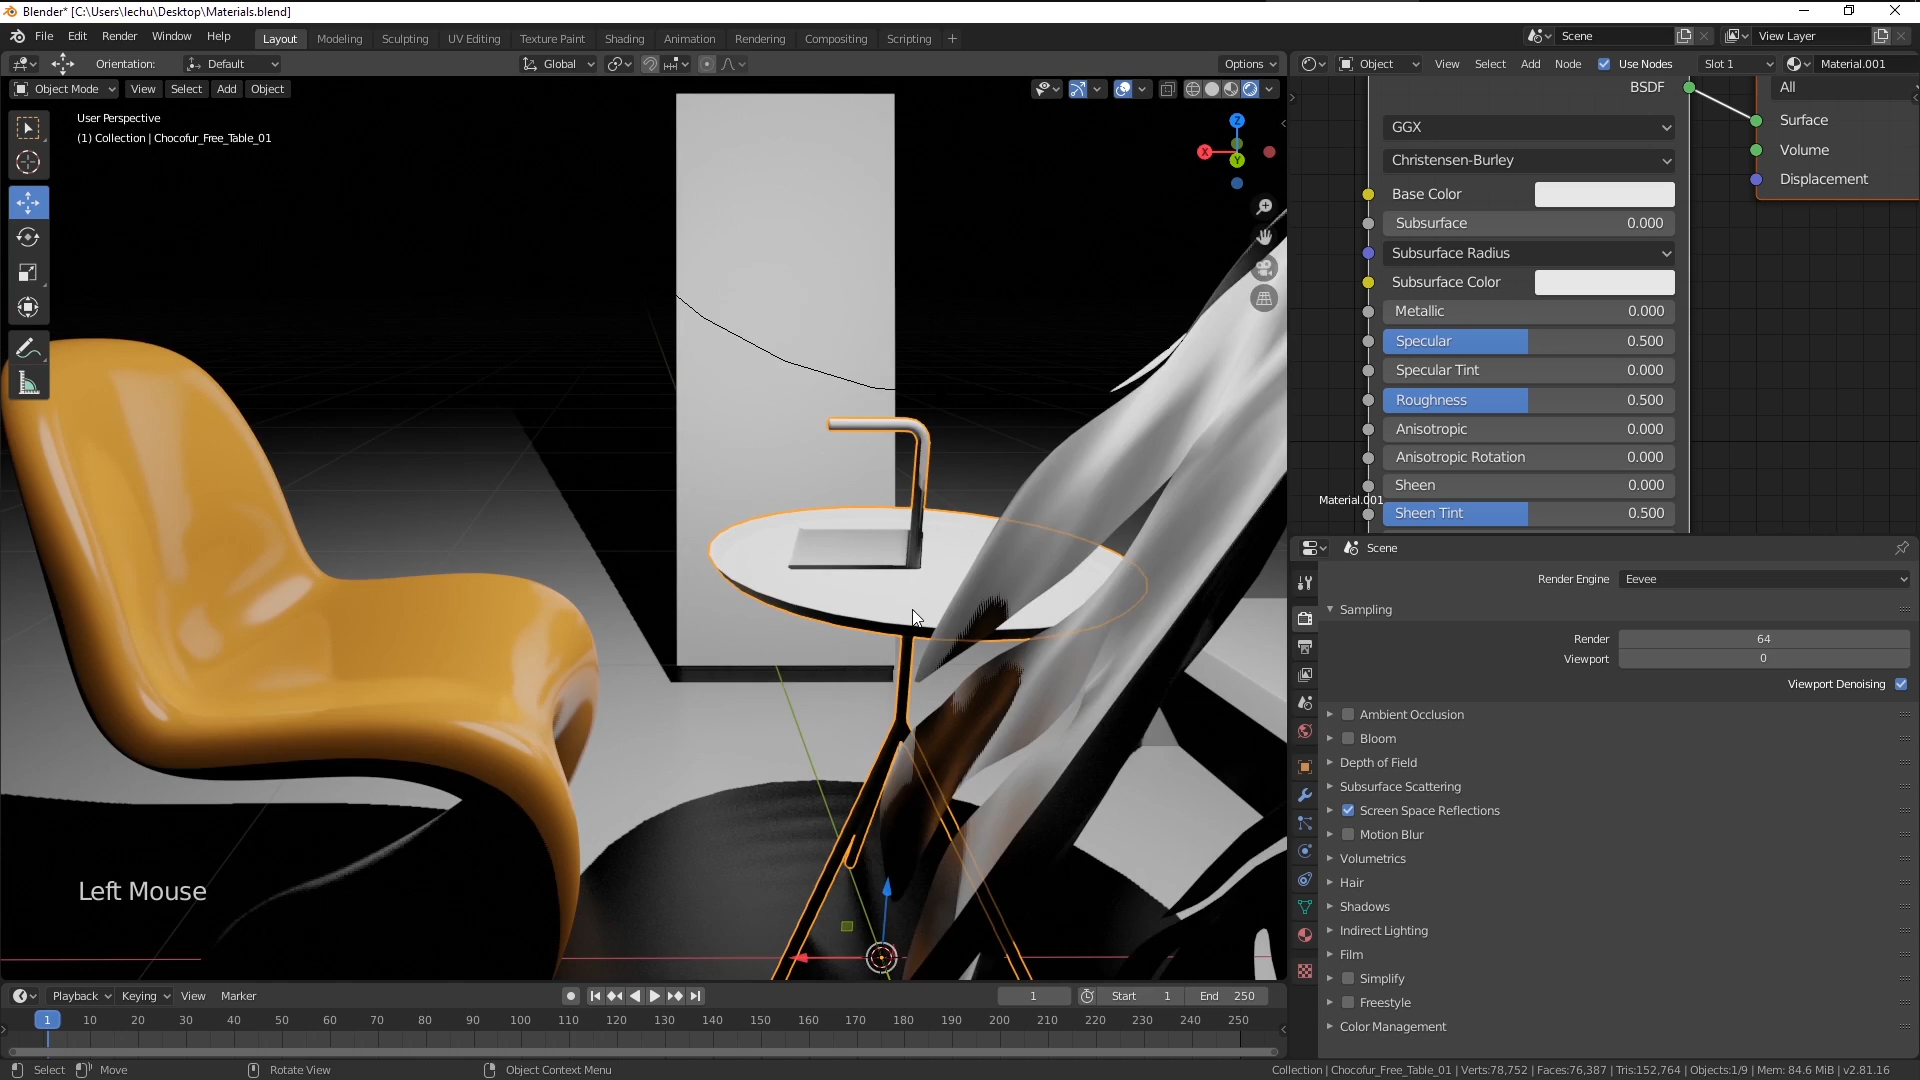 Blender* [C:\Users\lechu\Desktop\Materials.blend]
File Edit Render Window Help Layout Modeling Sculpting UV Editing Texture Paint Shading Animation Rendering Compositing Scripting + Scene View Layer
Orientation: Default Global Options Object View Select Add Node Use Nodes Slot 1 Material.001
Object Mode View Select Add Object
User Perspective
(1) Collection | Chocofur_Free_Table_01
Z
X
Y
BSDF
GGX
Christensen-Burley
Base Color
Subsurface 0.000
Subsurface Radius
Subsurface Color
Metallic 0.000
Specular 0.500
Specular Tint 0.000
Roughness 0.500
Anisotropic 0.000
Anisotropic Rotation 0.000
Sheen 0.000
Sheen Tint 0.500
Material.001
All
Surface
Volume
Displacement
Scene
Render Engine Eevee
Sampling
Render 64
Viewport 0
Viewport Denoising
Ambient Occlusion
Bloom
Depth of Field
Subsurface Scattering
Screen Space Reflections
Motion Blur
Volumetrics
Hair
Shadows
Indirect Lighting
Film
Simplify
Freestyle
Color Management
Left Mouse
Playback Keying View Marker 1 Start 1 End 250
1 10 20 30 40 50 60 70 80 90 100 110 120 130 140 150 160 170 180 190 200 210 220 230 240 250
Select Move Rotate View Object Context Menu Collection | Chocofur_Free_Table_01 | Verts:78,752 | Faces:76,387 | Tris:152,764 | Objects:1/9 | Mem: 84.6 MiB | v2.81.16